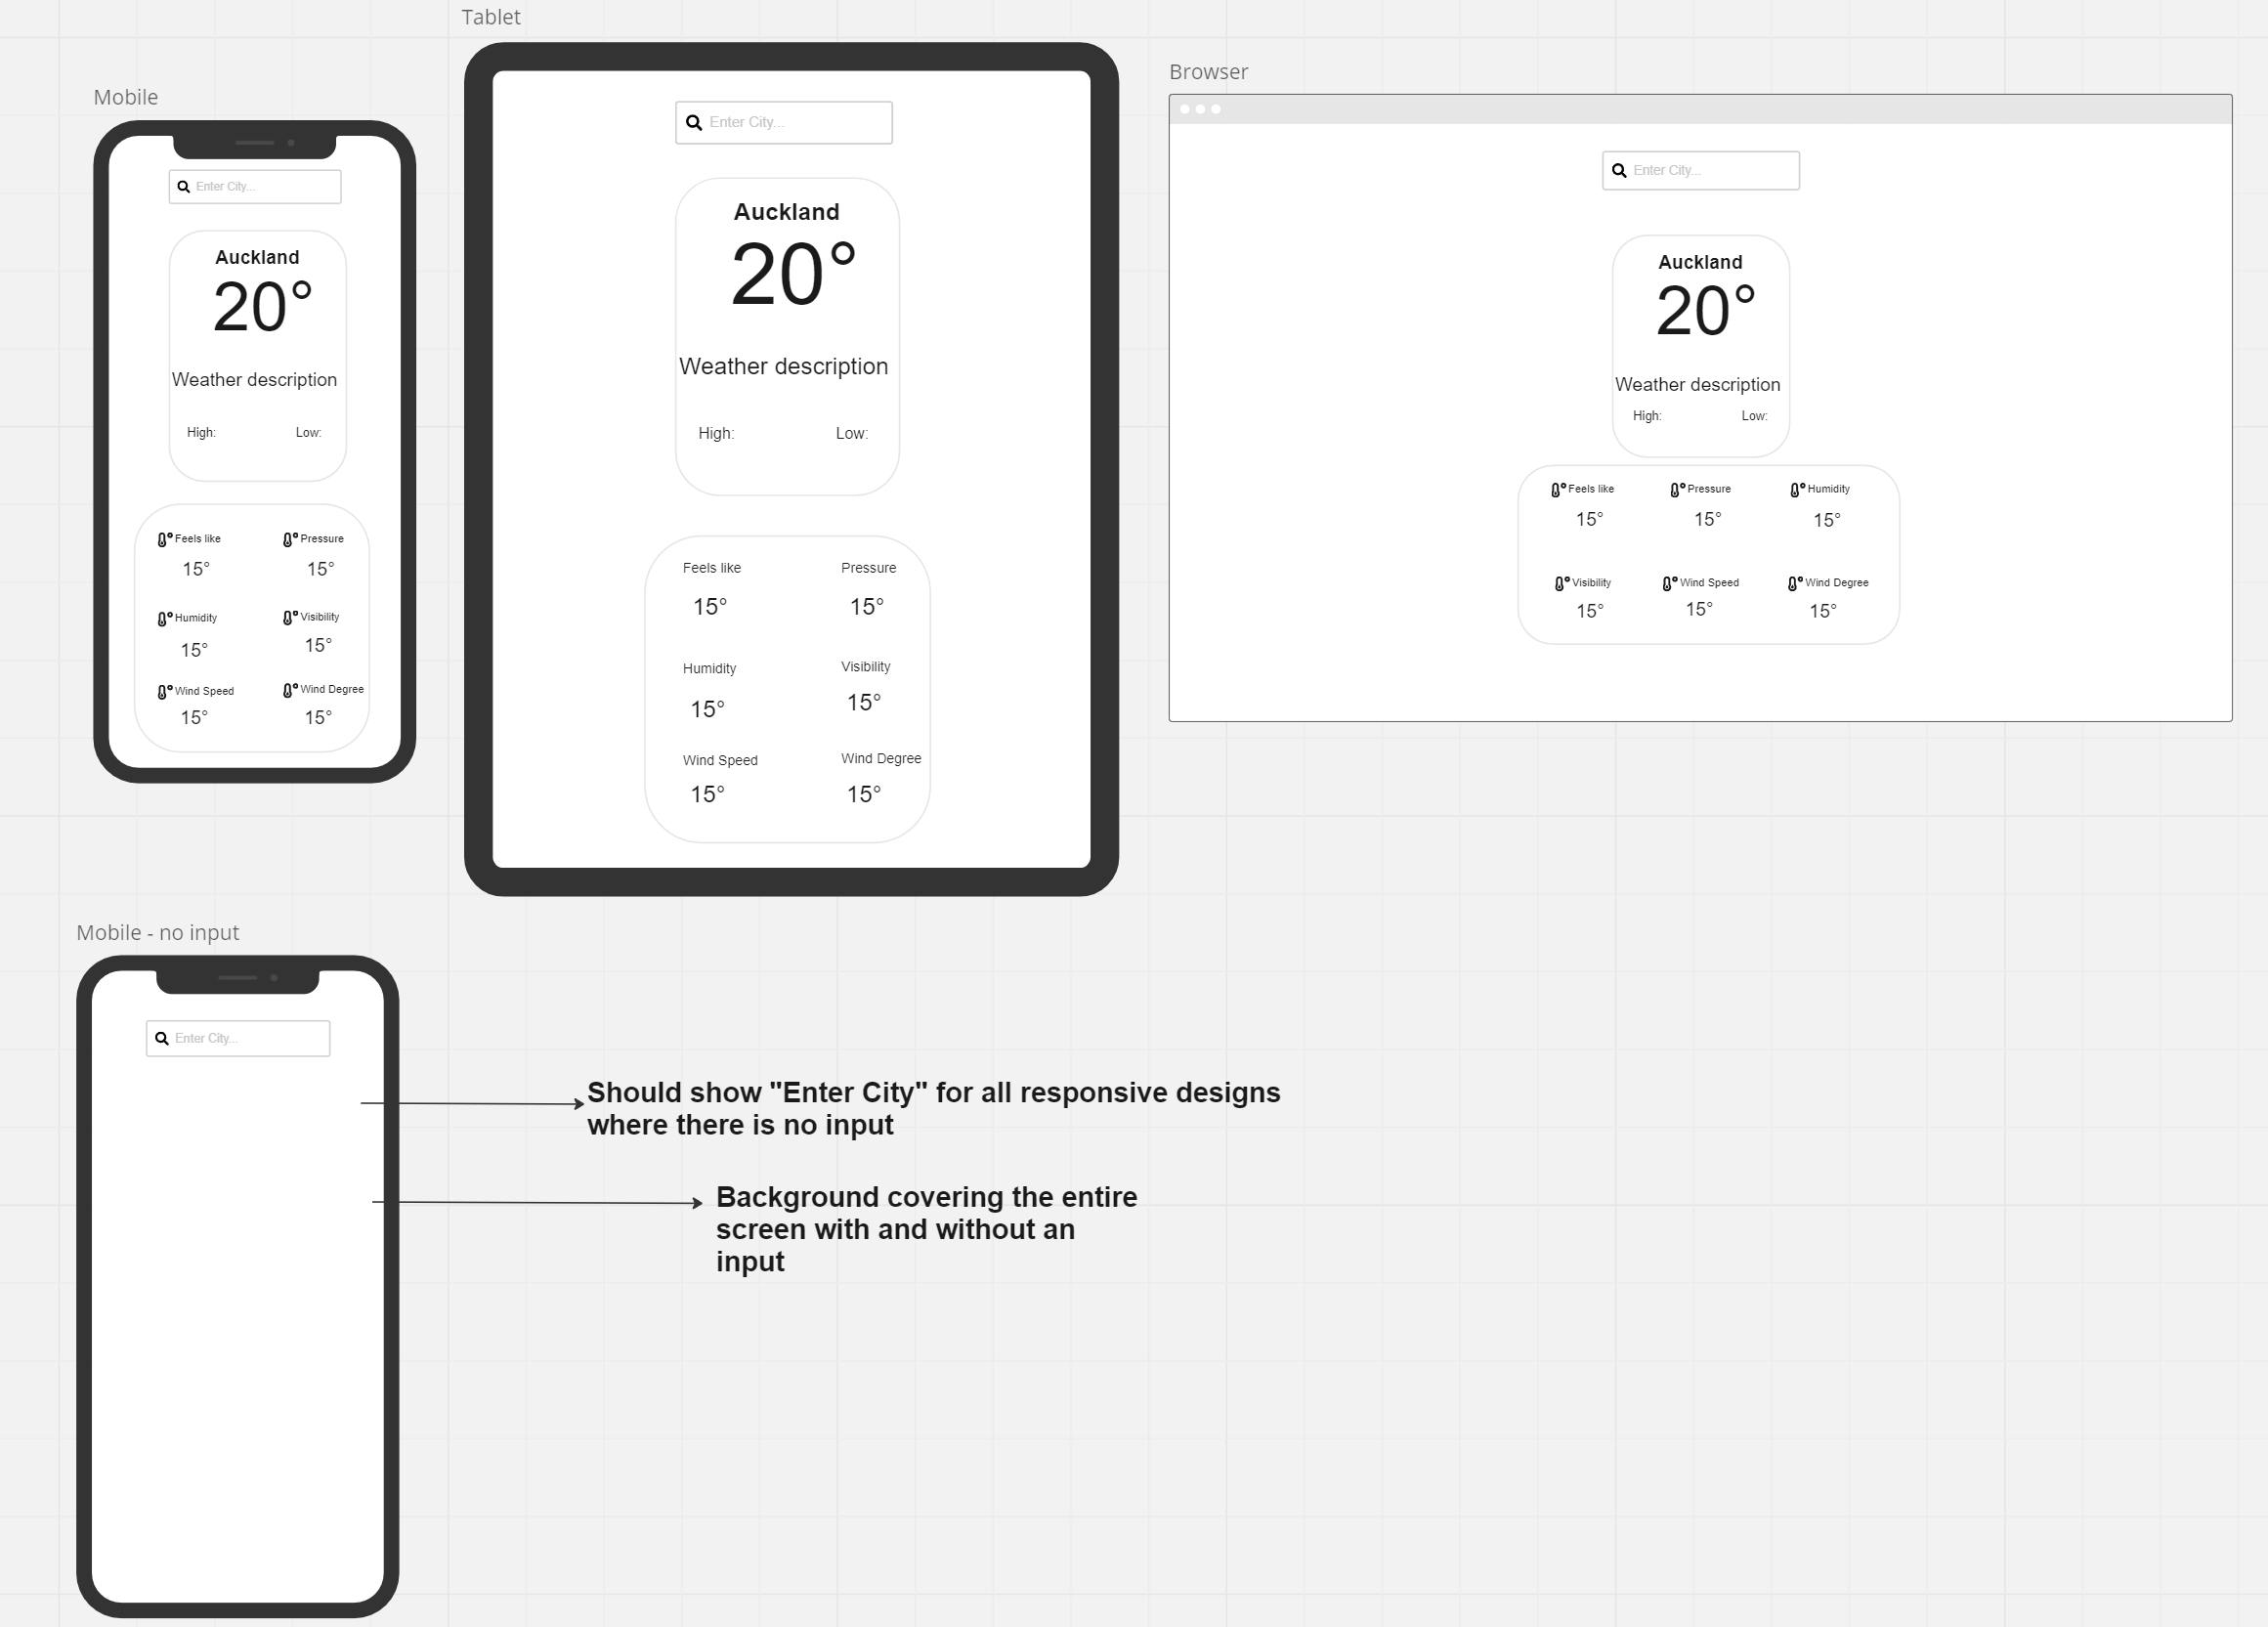 Tablet
Browser
Mobile
Enter City...
Auckland
20°
Weather description
High: Low:
Feels like Pressure
15° 15°
Humidity Visibility
15° 15°
Wind Speed Wind Degree
15° 15°
Enter City...
Auckland
20°
Weather description
High: Low:
Feels like Pressure
15° 15°
Humidity Visibility
15° 15°
Wind Speed Wind Degree
15° 15°
Enter City...
Auckland
20°
Weather description
High: Low:
Feels like Pressure Humidity
15° 15° 15°
Visibility Wind Speed Wind Degree
15° 15° 15°
Mobile - no input
Enter City...
Should show "Enter City" for all responsive designs
where there is no input
Background covering the entire
screen with and without an
input